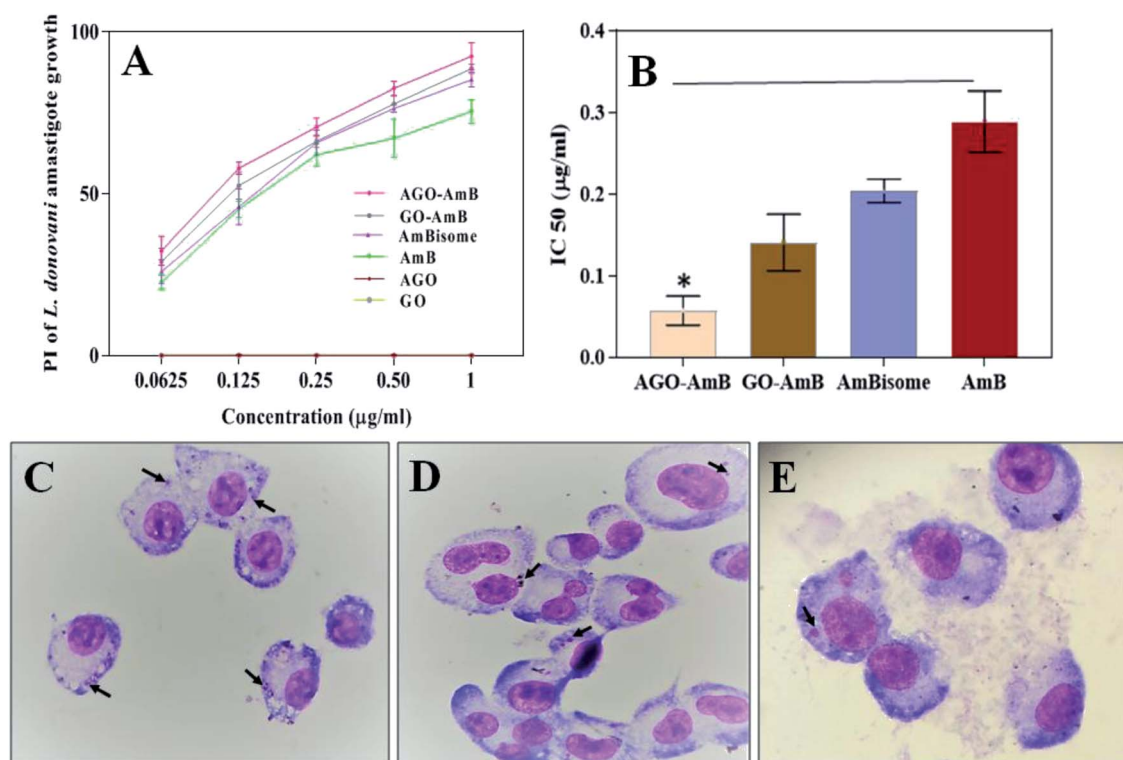 A
PI of L. donovani amastigote growth
100
50
0
AGO-AmB
GO-AmB
AmBisome
AmB
AGO
GO
0.0625 0.125 0.25 0.50 1
Concentration (μg/ml)
B
IC 50 (μg/ml)
0.4
0.3
0.2
0.1
0.0
*
AGO-AmB GO-AmB AmBisome AmB
C
D
E